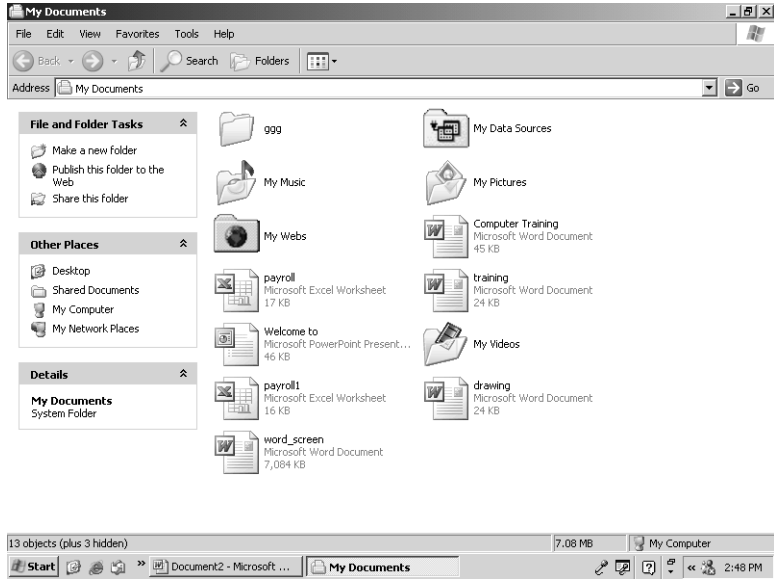 My Documents
File Edit View Favorites Tools Help
Back Search Folders
Address My Documents Go
File and Folder Tasks
Make a new folder
Publish this folder to the
Web
Share this folder
Other Places
Desktop
Shared Documents
My Computer
My Network Places
Details
My Documents
System Folder
ggg
My Data Sources
My Music
My Pictures
My Webs
Computer Training
Microsoft Word Document
45 KB
payroll
Microsoft Excel Worksheet
17 KB
training
Microsoft Word Document
24 KB
Welcome to
Microsoft PowerPoint Present...
46 KB
My Videos
payroll1
Microsoft Excel Worksheet
16 KB
drawing
Microsoft Word Document
24 KB
word_screen
Microsoft Word Document
7,084 KB
13 objects (plus 3 hidden) 7.08 MB My Computer
Start » Document2 - Microsoft ... My Documents « 2:48 PM